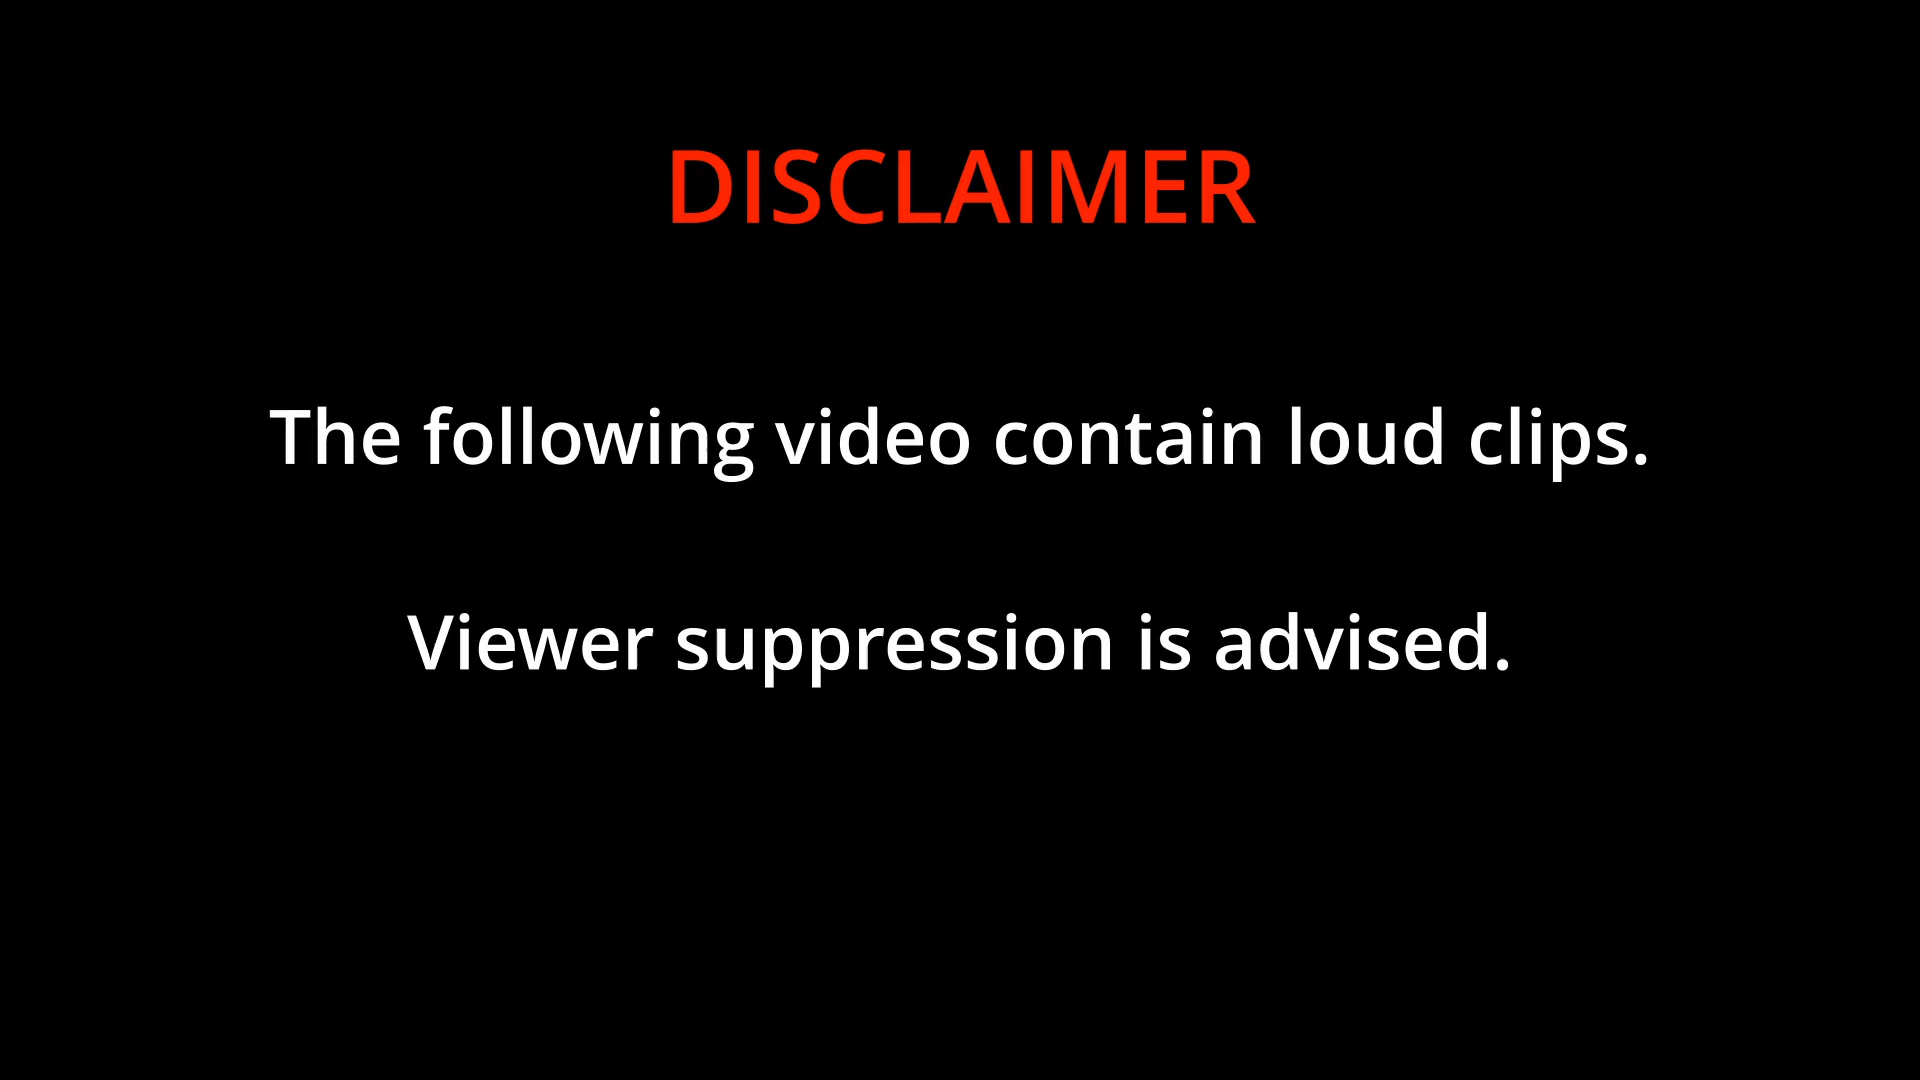 DISCLAIMER
The following video contain loud clips.
Viewer suppression is advised.